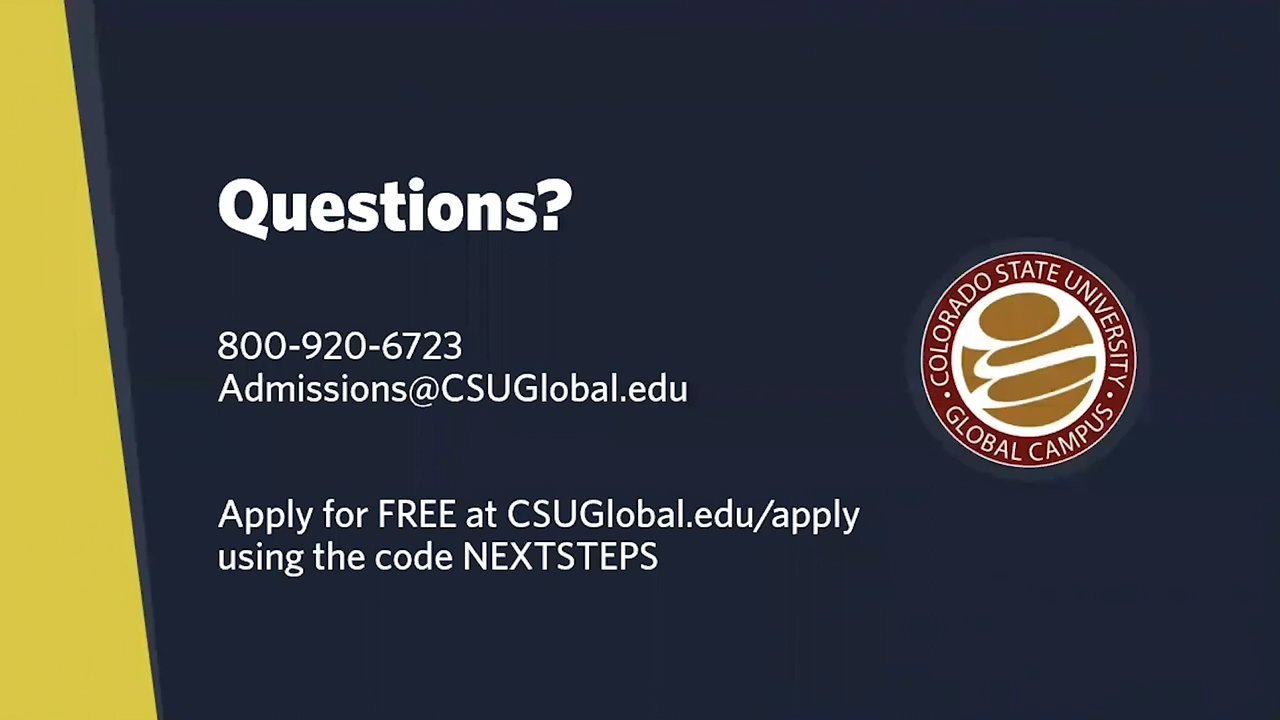 Questions?
800-920-6723
Admissions@CSUGlobal.edu
Apply for FREE at CSUGlobal.edu/apply
using the code NEXTSTEPS
COLORADO STATE UNIVERSITY
• GLOBAL CAMPUS •